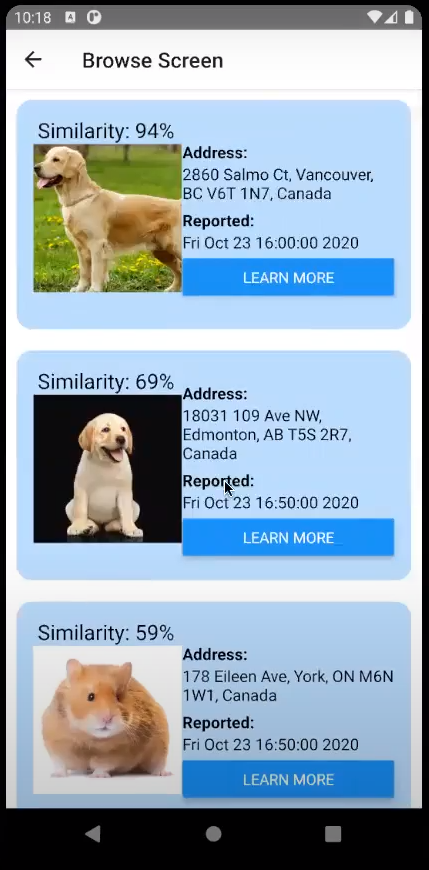 10:18
Browse Screen
Similarity: 94%
Address:
2860 Salmo Ct, Vancouver,
BC V6T 1N7, Canada
Reported:
Fri Oct 23 16:00:00 2020
LEARN MORE
Similarity: 69%
Address:
18031 109 Ave NW,
Edmonton, AB T5S 2R7,
Canada
Reported:
Fri Oct 23 16:50:00 2020
LEARN MORE
Similarity: 59%
Address:
178 Eileen Ave, York, ON M6N
1W1, Canada
Reported:
Fri Oct 23 16:50:00 2020
LEARN MORE